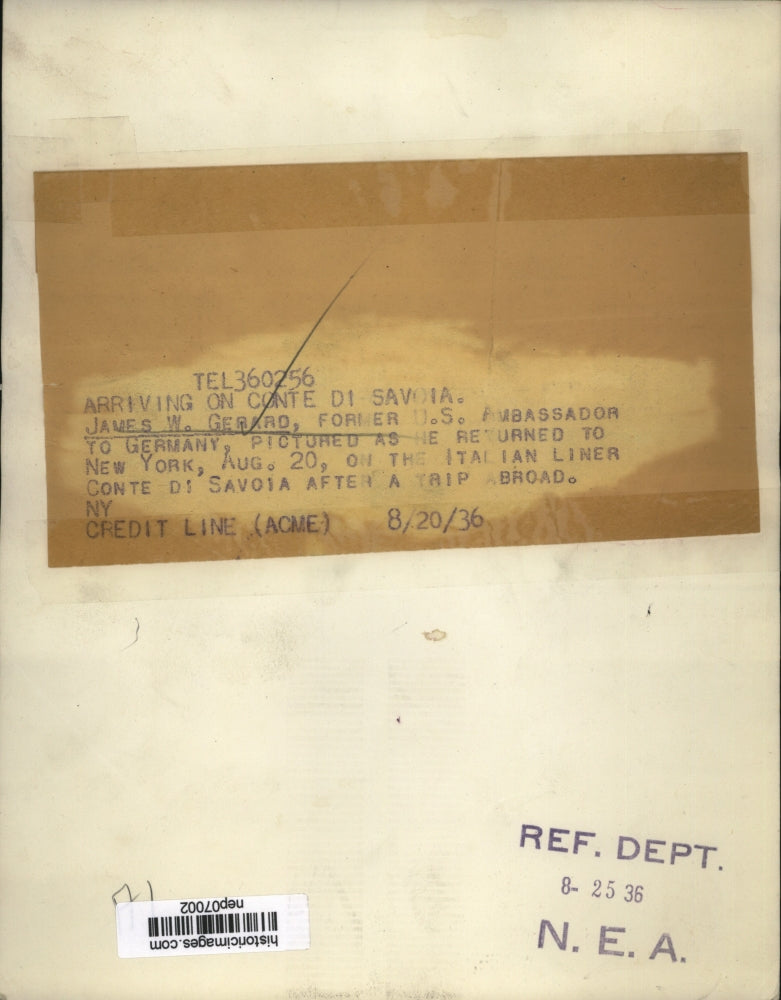 TEL360256
ARRIVING ON CONTE DI SAVOIA.
JAMES W. GERARD, FORMER U.S. AMBASSADOR
TO GERMANY, PICTURED AS HE RETURNED TO
NEW YORK, AUG. 20, ON THE ITALIAN LINER
CONTE DI SAVOIA AFTER A TRIP ABROAD.
NY
CREDIT LINE (ACME) 8/20/36
REF. DEPT.
8- 25 36
N. E. A.
historicimages.com
nep07002